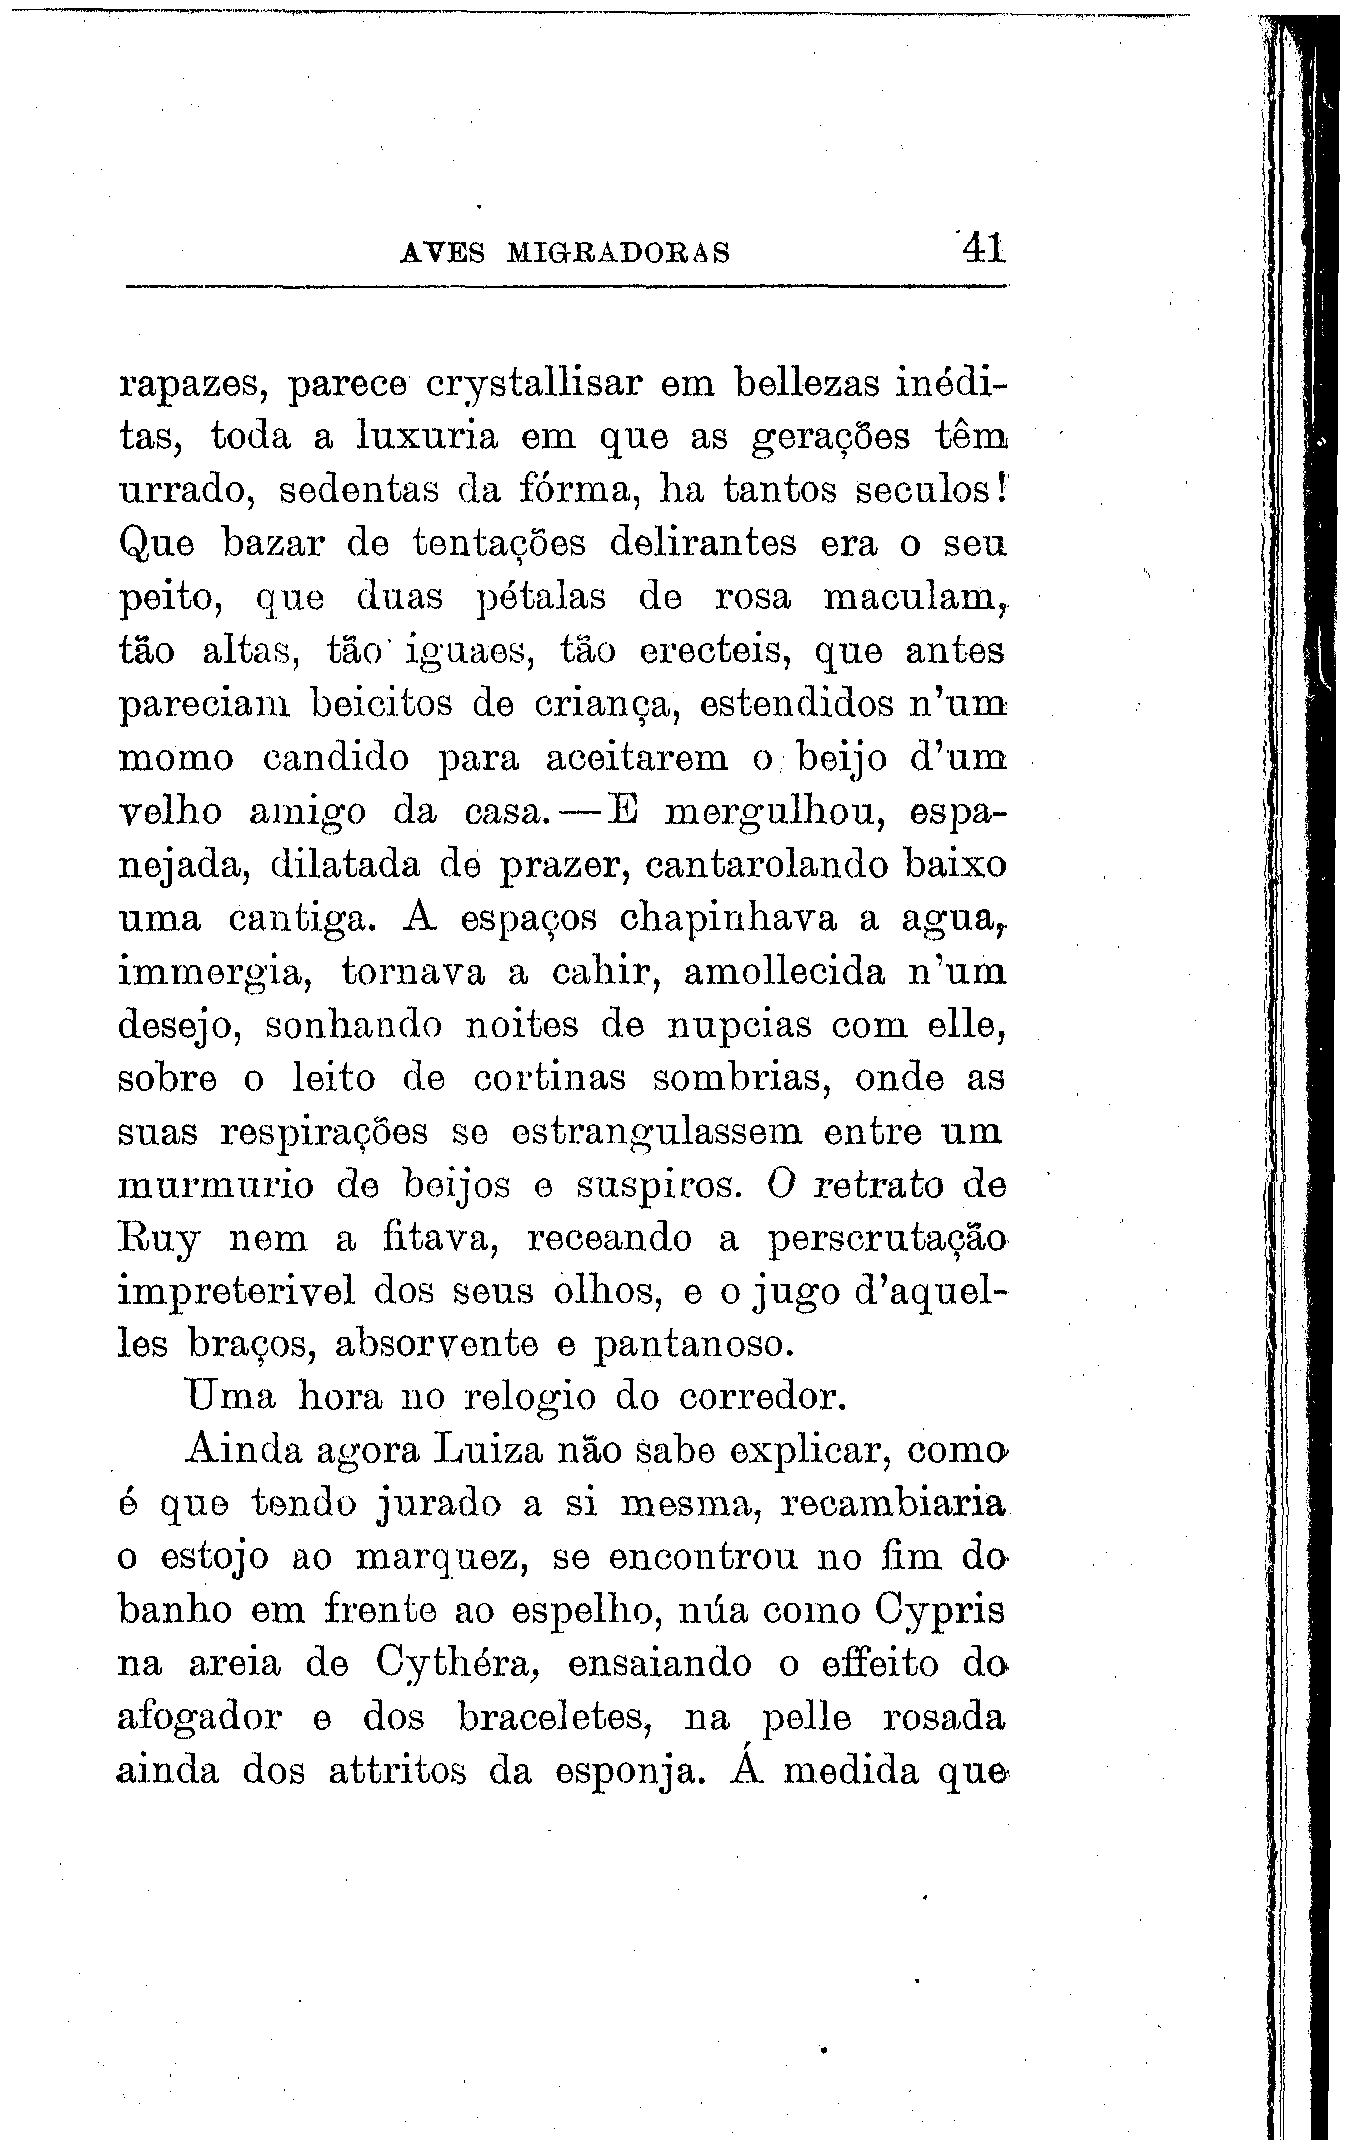 AVES MIGRADORAS 41
rapazes, parece crystallisar em bellezas inédi-
tas, toda a luxuria em que as gerações têm
urrado, sedentas da fórma, ha tantos seculos!
Que bazar de tentações delirantes era o seu
peito, que duas pétalas de rosa maculam,
tão altas, tão iguaes, tão erecteis, que antes
pareciam beicitos de criança, estendidos n'um
momo candido para aceitarem o beijo d'um
velho amigo da casa.—E mergulhou, espa-
nejada, dilatada de prazer, cantarolando baixo
uma cantiga. A espaços chapinhava a agua,
immergia, tornava a cahir, amollecida n'um
desejo, sonhando noites de nupcias com elle,
sobre o leito de cortinas sombrias, onde as
suas respirações se estrangulassem entre um
murmurio de beijos e suspiros. O retrato de
Ruy nem a fitava, receando a perscrutação
impreterivel dos seus olhos, e o jugo d'aquel-
les braços, absorvente e pantanoso.
Uma hora no relogio do corredor.
Ainda agora Luiza não sabe explicar, como
é que tendo jurado a si mesma, recambiaria
o estojo ao marquez, se encontrou no fim do
banho em frente ao espelho, núa como Cypris
na areia de Cythéra, ensaiando o effeito do
afogador e dos braceletes, na pelle rosada
ainda dos attritos da esponja. Á medida que